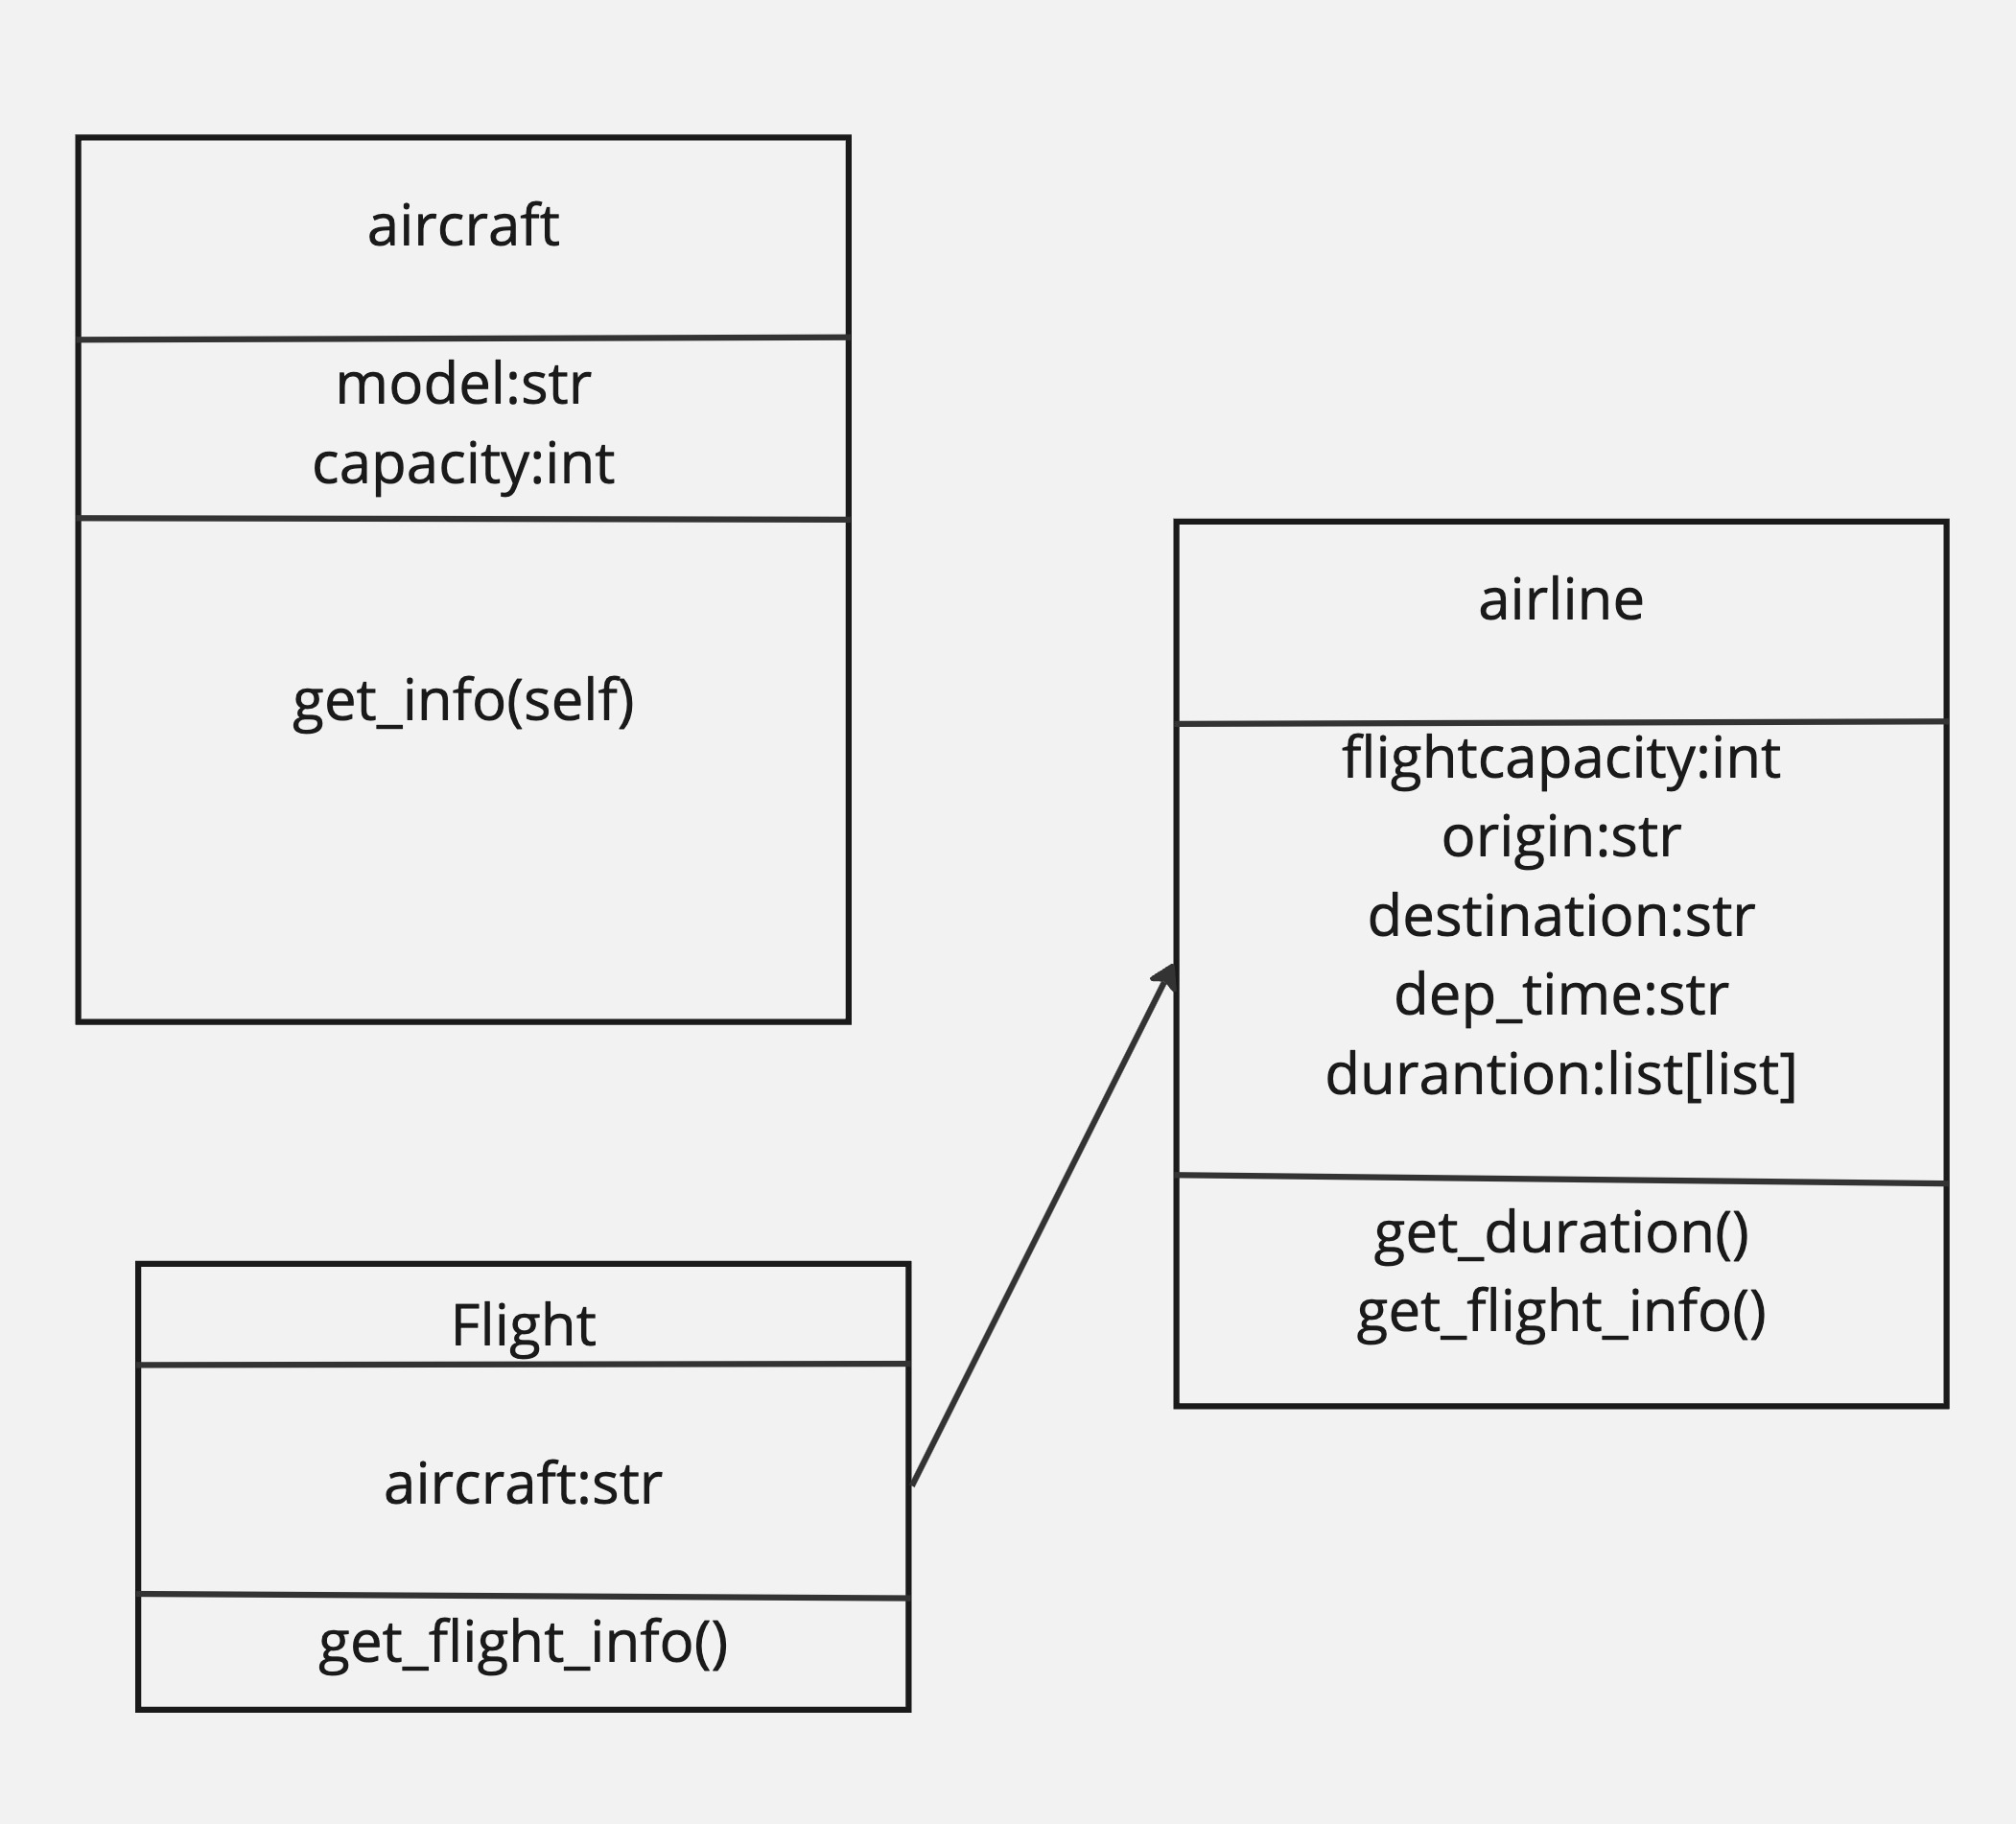 aircraft
model:str
capacity:int
get_info(self)
airline
flightcapacity:int
origin:str
destination:str
dep_time:str
durantion:list[list]
get_duration()
get_flight_info()
Flight
aircraft:str
get_flight_info()